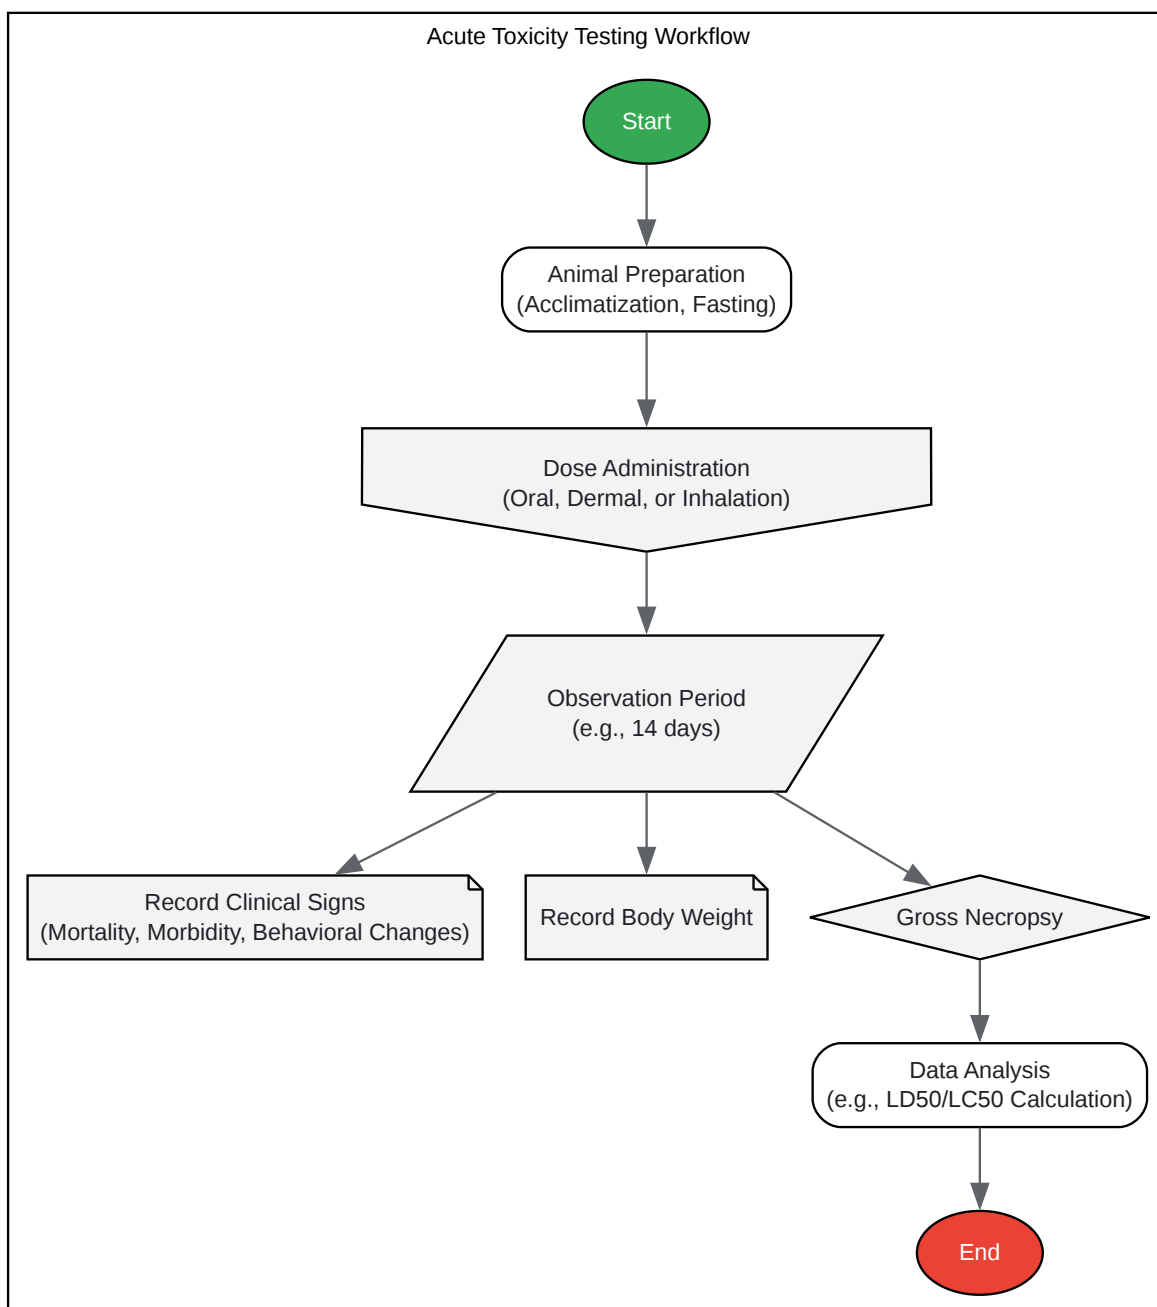 Acute Toxicity Testing Workflow
Start
Animal Preparation
(Acclimatization, Fasting)
Dose Administration
(Oral, Dermal, or Inhalation)
Observation Period
(e.g., 14 days)
Record Clinical Signs
(Mortality, Morbidity, Behavioral Changes)
Record Body Weight
Gross Necropsy
Data Analysis
(e.g., LD50/LC50 Calculation)
End